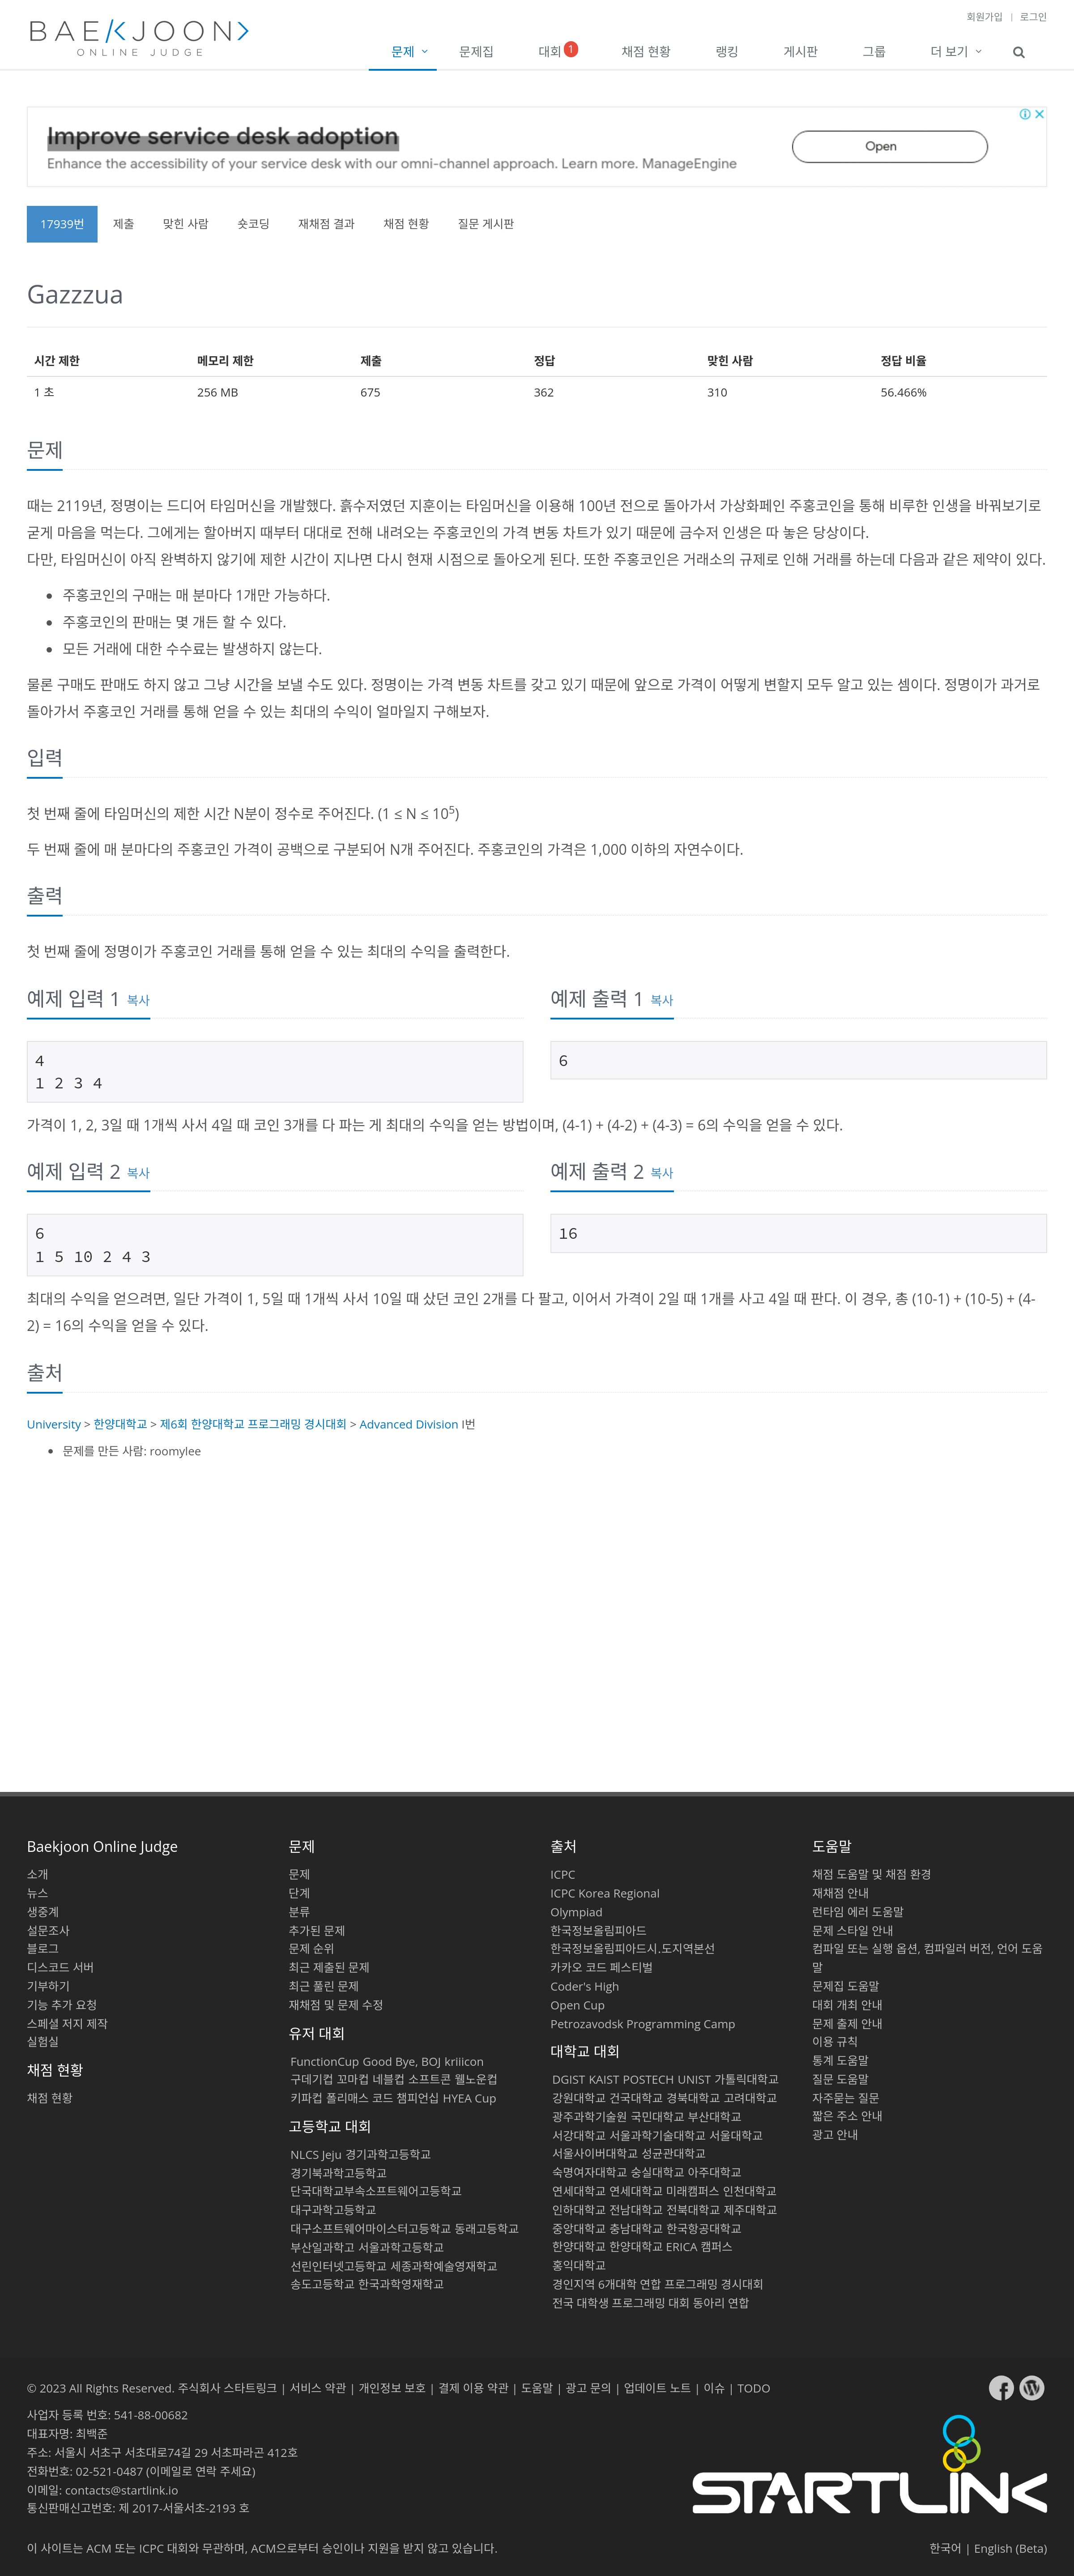 회원가입 | 로그인
BAEKJOON>
ONLINE JUDGE
문제 문제집 대회 1 채점 현황 랭킹 게시판 그룹 더 보기
Improve service desk adoption
Enhance the accessibility of your service desk with our omni-channel approach. Learn more. ManageEngine
Open
17939번 제출 맞힌 사람 숏코딩 재채점 결과 채점 현황 질문 게시판
Gazzzua
시간 제한 메모리 제한 제출 정답 맞힌 사람 정답 비율
1 초 256 MB 675 362 310 56.466%
문제
때는 2119년, 정명이는 드디어 타임머신을 개발했다. 흙수저였던 지훈이는 타임머신을 이용해 100년 전으로 돌아가서 가상화폐인 주홍코인을 통해 비루한 인생을 바꿔보기로
굳게 마음을 먹는다. 그에게는 할아버지 때부터 대대로 전해 내려오는 주홍코인의 가격 변동 차트가 있기 때문에 금수저 인생은 따 놓은 당상이다.
다만, 타임머신이 아직 완벽하지 않기에 제한 시간이 지나면 다시 현재 시점으로 돌아오게 된다. 또한 주홍코인은 거래소의 규제로 인해 거래를 하는데 다음과 같은 제약이 있다.
• 주홍코인의 구매는 매 분마다 1개만 가능하다.
• 주홍코인의 판매는 몇 개든 할 수 있다.
• 모든 거래에 대한 수수료는 발생하지 않는다.
물론 구매도 판매도 하지 않고 그냥 시간을 보낼 수도 있다. 정명이는 가격 변동 차트를 갖고 있기 때문에 앞으로 가격이 어떻게 변할지 모두 알고 있는 셈이다. 정명이가 과거로
돌아가서 주홍코인 거래를 통해 얻을 수 있는 최대의 수익이 얼마일지 구해보자.
입력
첫 번째 줄에 타임머신의 제한 시간 N분이 정수로 주어진다. (1 ≤ N ≤ 10⁵)
두 번째 줄에 매 분마다의 주홍코인 가격이 공백으로 구분되어 N개 주어진다. 주홍코인의 가격은 1,000 이하의 자연수이다.
출력
첫 번째 줄에 정명이가 주홍코인 거래를 통해 얻을 수 있는 최대의 수익을 출력한다.
예제 입력 1 복사
4
1 2 3 4
예제 출력 1 복사
6
가격이 1, 2, 3일 때 1개씩 사서 4일 때 코인 3개를 다 파는 게 최대의 수익을 얻는 방법이며, (4-1) + (4-2) + (4-3) = 6의 수익을 얻을 수 있다.
예제 입력 2 복사
6
1 5 10 2 4 3
예제 출력 2 복사
16
최대의 수익을 얻으려면, 일단 가격이 1, 5일 때 1개씩 사서 10일 때 샀던 코인 2개를 다 팔고, 이어서 가격이 2일 때 1개를 사고 4일 때 판다. 이 경우, 총 (10-1) + (10-5) + (4-
2) = 16의 수익을 얻을 수 있다.
출처
University > 한양대학교 > 제6회 한양대학교 프로그래밍 경시대회 > Advanced Division I번
• 문제를 만든 사람: roomylee
Baekjoon Online Judge
소개
뉴스
생중계
설문조사
블로그
디스코드 서버
기부하기
기능 추가 요청
스페셜 저지 제작
실험실
채점 현황
채점 현황
문제
문제
단계
분류
추가된 문제
문제 순위
최근 제출된 문제
최근 풀린 문제
재채점 및 문제 수정
유저 대회
FunctionCup Good Bye, BOJ kriiicon
구데기컵 꼬마컵 네블컵 소프트콘 웰노운컵
키파컵 폴리매스 코드 챔피언십 HYEA Cup
고등학교 대회
NLCS Jeju 경기과학고등학교
경기북과학고등학교
단국대학교부속소프트웨어고등학교
대구과학고등학교
대구소프트웨어마이스터고등학교 동래고등학교
부산일과학고 서울과학고등학교
선린인터넷고등학교 세종과학예술영재학교
송도고등학교 한국과학영재학교
출처
ICPC
ICPC Korea Regional
Olympiad
한국정보올림피아드
한국정보올림피아드시.도지역본선
카카오 코드 페스티벌
Coder's High
Open Cup
Petrozavodsk Programming Camp
대학교 대회
DGIST KAIST POSTECH UNIST 가톨릭대학교
강원대학교 건국대학교 경북대학교 고려대학교
광주과학기술원 국민대학교 부산대학교
서강대학교 서울과학기술대학교 서울대학교
서울사이버대학교 성균관대학교
숙명여자대학교 숭실대학교 아주대학교
연세대학교 연세대학교 미래캠퍼스 인천대학교
인하대학교 전남대학교 전북대학교 제주대학교
중앙대학교 충남대학교 한국항공대학교
한양대학교 한양대학교 ERICA 캠퍼스
홍익대학교
경인지역 6개대학 연합 프로그래밍 경시대회
전국 대학생 프로그래밍 대회 동아리 연합
도움말
채점 도움말 및 채점 환경
재채점 안내
런타임 에러 도움말
문제 스타일 안내
컴파일 또는 실행 옵션, 컴파일러 버전, 언어 도움
말
문제집 도움말
대회 개최 안내
문제 출제 안내
이용 규칙
통계 도움말
질문 도움말
자주묻는 질문
짧은 주소 안내
광고 안내
© 2023 All Rights Reserved. 주식회사 스타트링크 | 서비스 약관 | 개인정보 보호 | 결제 이용 약관 | 도움말 | 광고 문의 | 업데이트 노트 | 이슈 | TODO
사업자 등록 번호: 541-88-00682
대표자명: 최백준
주소: 서울시 서초구 서초대로74길 29 서초파라곤 412호
전화번호: 02-521-0487 (이메일로 연락 주세요)
이메일: contacts@startlink.io
통신판매신고번호: 제 2017-서울서초-2193 호
STARTLINK
이 사이트는 ACM 또는 ICPC 대회와 무관하며, ACM으로부터 승인이나 지원을 받지 않고 있습니다.
한국어 | English (Beta)